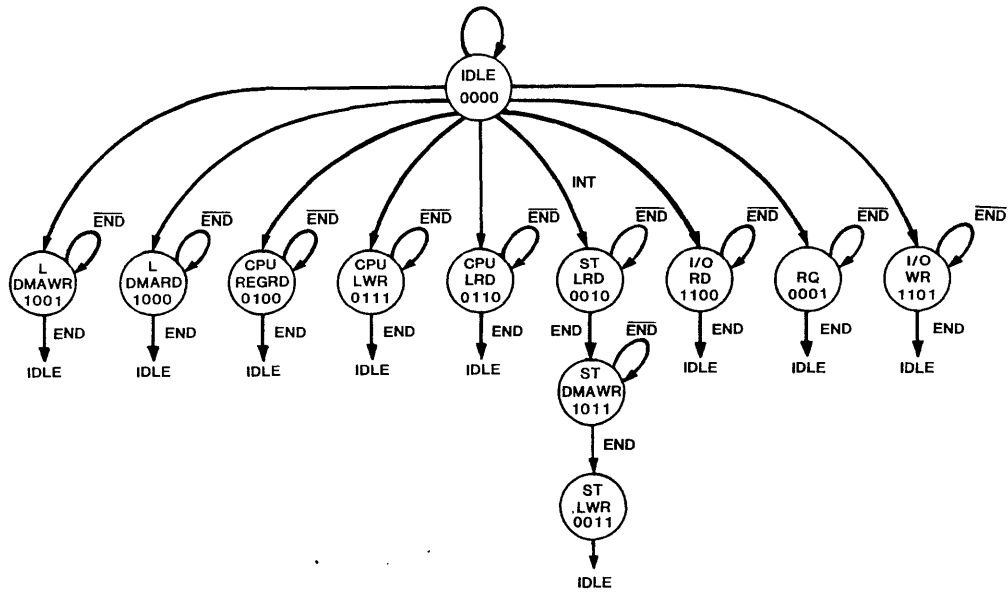 IDLE
0000
INT
END
END
END
END
END
END
END
END
END
L
DMAWR
1001
L
DMARD
1000
CPU
REGRD
0100
CPU
LWR
0111
CPU
LRD
0110
ST
LRD
0010
I/O
RD
1100
RQ
0001
I/O
WR
1101
END
END
END
END
END
END
END
END
END
IDLE
IDLE
IDLE
IDLE
IDLE
END
IDLE
IDLE
IDLE
ST
DMAWR
1011
END
ST
LWR
0011
IDLE